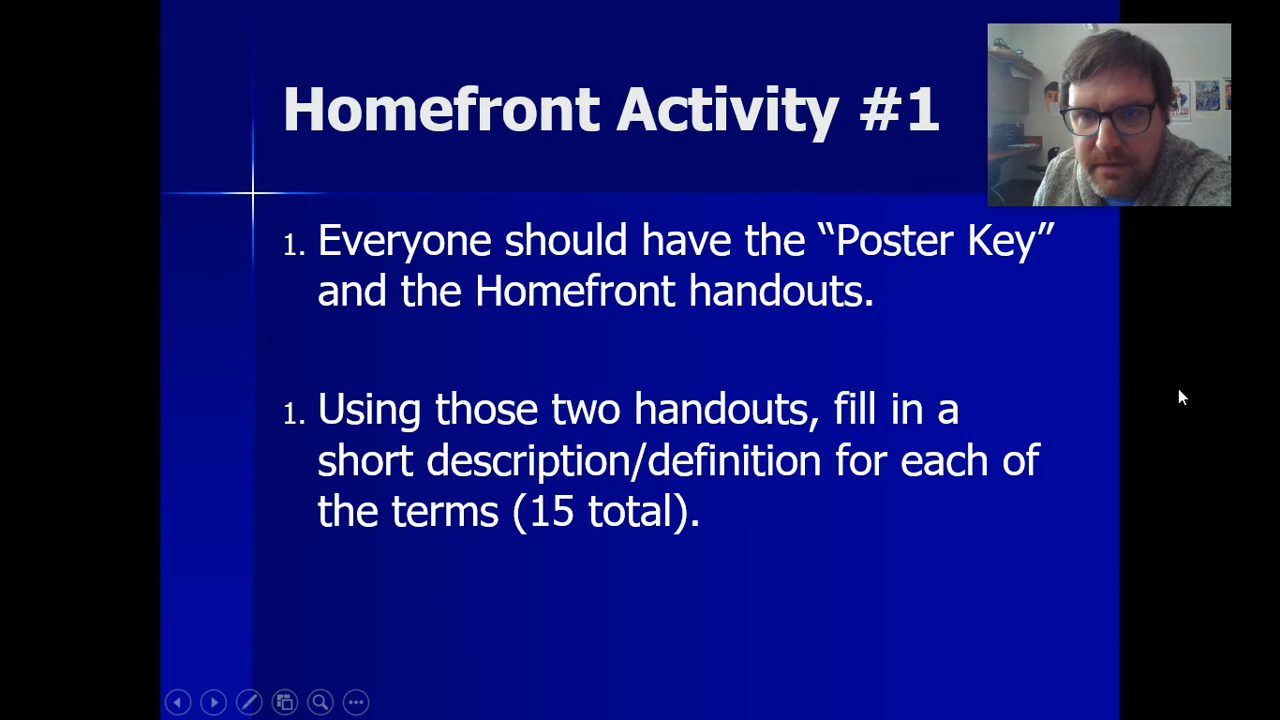 Homefront Activity #1
1. Everyone should have the “Poster Key”
and the Homefront handouts.
1. Using those two handouts, fill in a
short description/definition for each of
the terms (15 total).